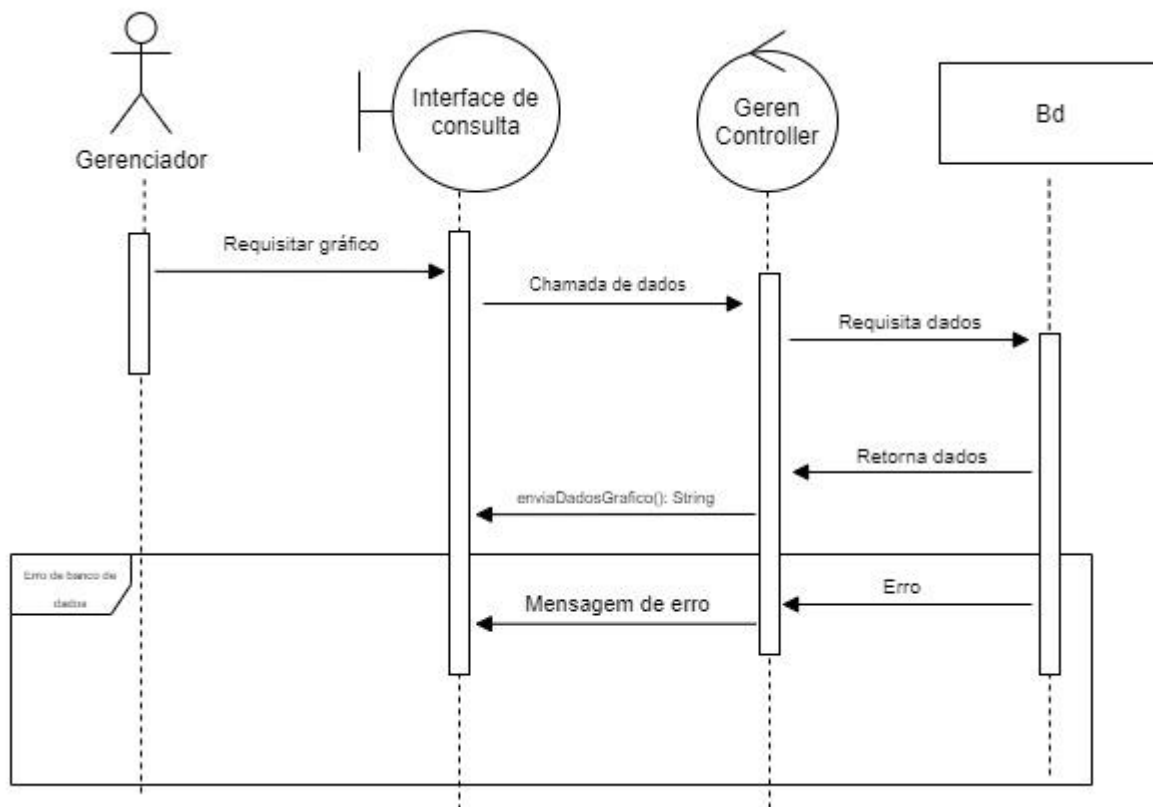 Gerenciador
Interface de
consulta
Geren
Controller
Bd
Requisitar gráfico
Chamada de dados
Requisita dados
Retorna dados
enviaDadosGrafico(): String
Erro de banco de
dados
Erro
Mensagem de erro